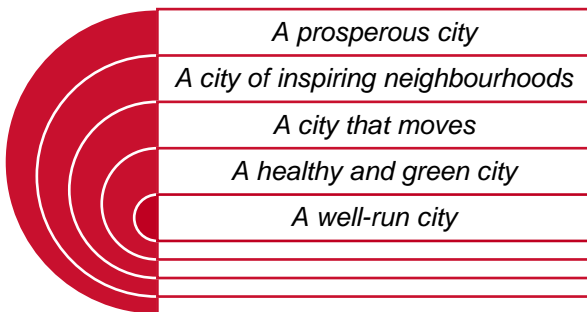 A prosperous city
A city of inspiring neighbourhoods
A city that moves
A healthy and green city
A well-run city